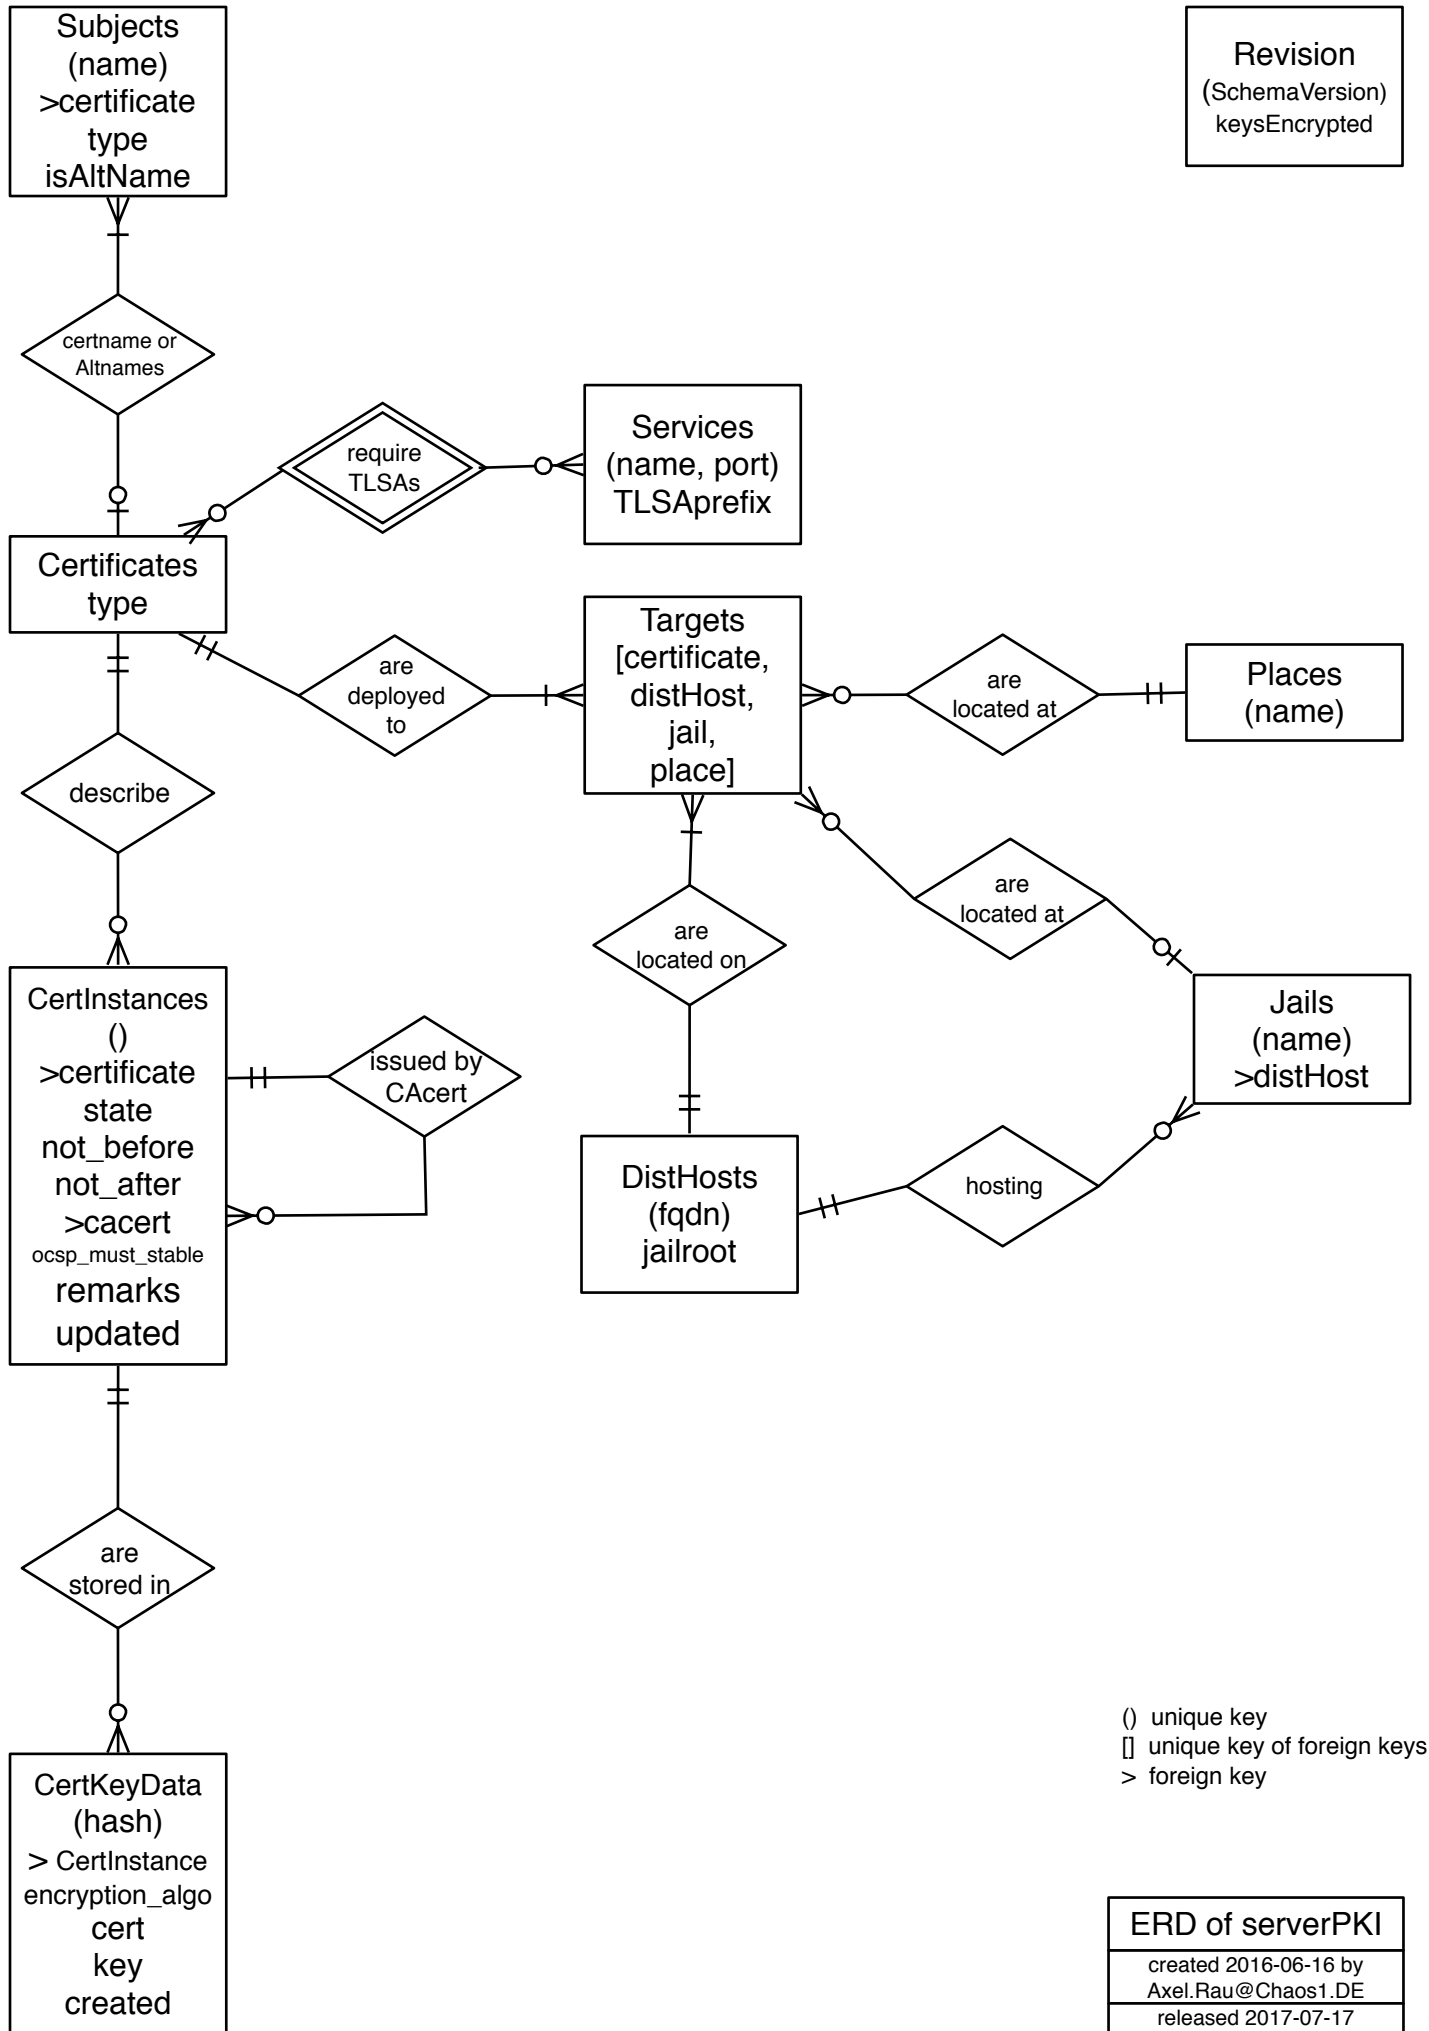 Subjects
(name)
>certificate
type
isAltName
Revision
(SchemaVersion)
keysEncrypted
certname or
Altnames
require
TLSAs
Services
(name, port)
TLSAprefix
Certificates
type
are
deployed
to
Targets
[certificate,
distHost,
jail,
place]
are
located at
Places
(name)
describe
are
located on
are
located at
CertInstances
()
>certificate
state
not_before
not_after
>cacert
ocsp_must_stable
remarks
updated
issued by
CAcert
Jails
(name)
>distHost
DistHosts
(fqdn)
jailroot
hosting
are
stored in
CertKeyData
(hash)
> CertInstance
encryption_algo
cert
key
created
() unique key
[] unique key of foreign keys
> foreign key
ERD of serverPKI
created 2016-06-16 by
Axel.Rau@Chaos1.DE
released 2017-07-17